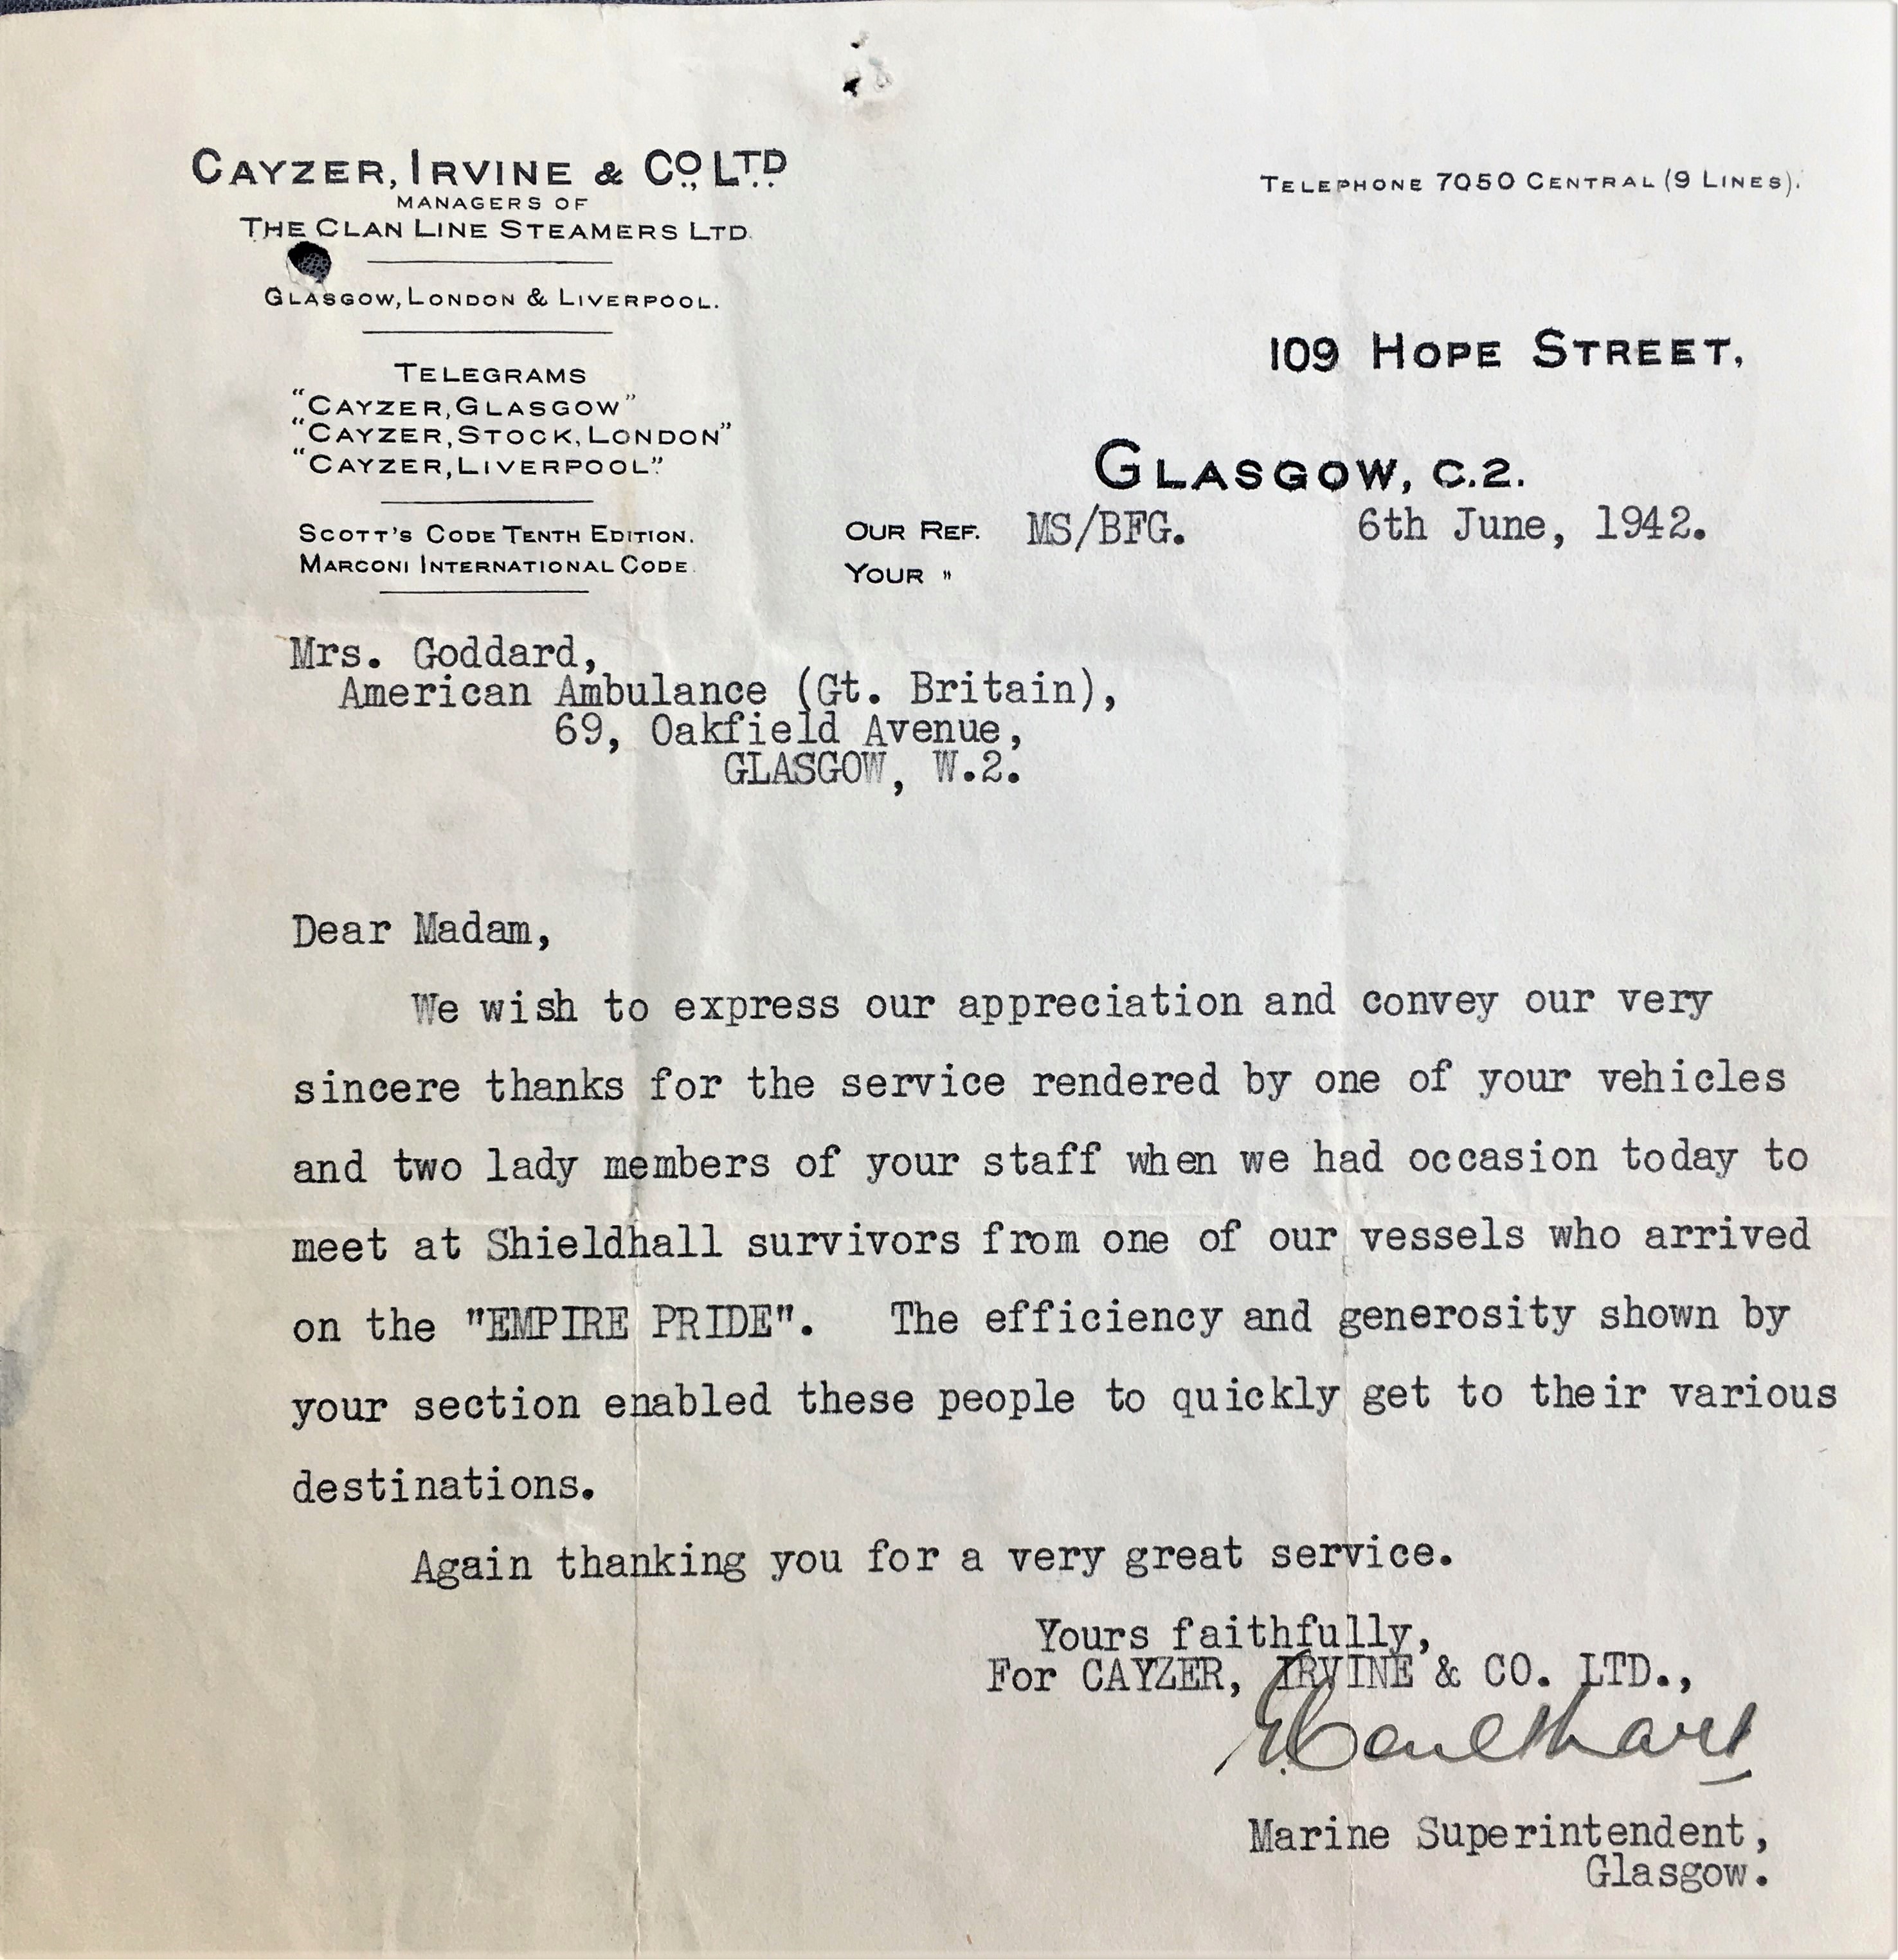 CAYZER, IRVINE & CO. LTD.
MANAGERS OF
THE CLAN LINE STEAMERS LTD.
GLASGOW, LONDON & LIVERPOOL.
TELEGRAMS
"CAYZER, GLASGOW"
"CAYZER, STOCK, LONDON"
"CAYZER, LIVERPOOL."
SCOTT'S CODE TENTH EDITION.
MARCONI INTERNATIONAL CODE.
TELEPHONE 7050 CENTRAL (9 LINES).
109 HOPE STREET,
GLASGOW, C.2.
OUR REF. MS/BFG. 6th June, 1942.
YOUR "
Mrs. Goddard,
American Ambulance (Gt. Britain),
69, Oakfield Avenue,
GLASGOW, W.2.
Dear Madam,
We wish to express our appreciation and convey our very
sincere thanks for the service rendered by one of your vehicles
and two lady members of your staff when we had occasion today to
meet at Shieldhall survivors from one of our vessels who arrived
on the "EMPIRE PRIDE". The efficiency and generosity shown by
your section enabled these people to quickly get to their various
destinations.
Again thanking you for a very great service.
Yours faithfully,
For CAYZER, IRVINE & CO. LTD.,
Marine Superintendent,
Glasgow.